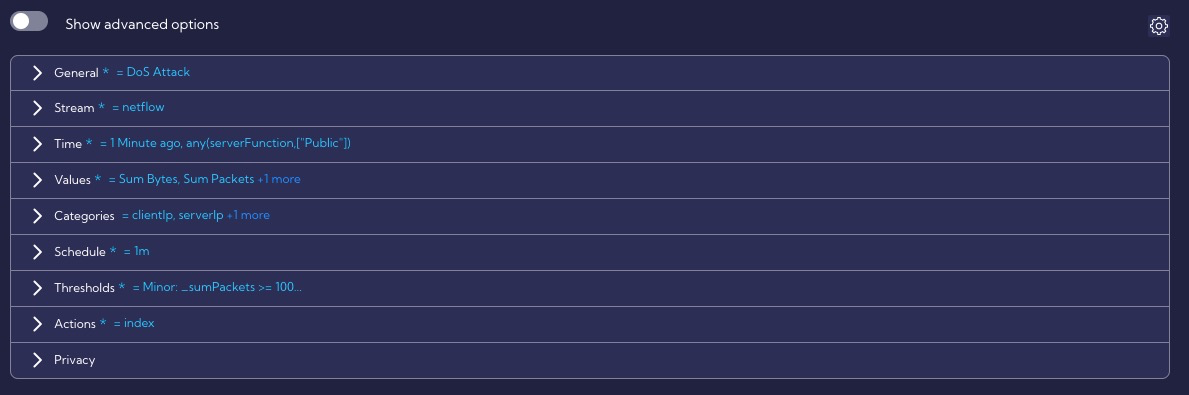 Show advanced options
General * = DoS Attack
Stream * = netflow
Time * = 1 Minute ago, any(serverFunction,["Public"])
Values * = Sum Bytes, Sum Packets +1 more
Categories = clientIp, serverIp +1 more
Schedule * = 1m
Thresholds * = Minor: _sumPackets >= 100...
Actions * = index
Privacy